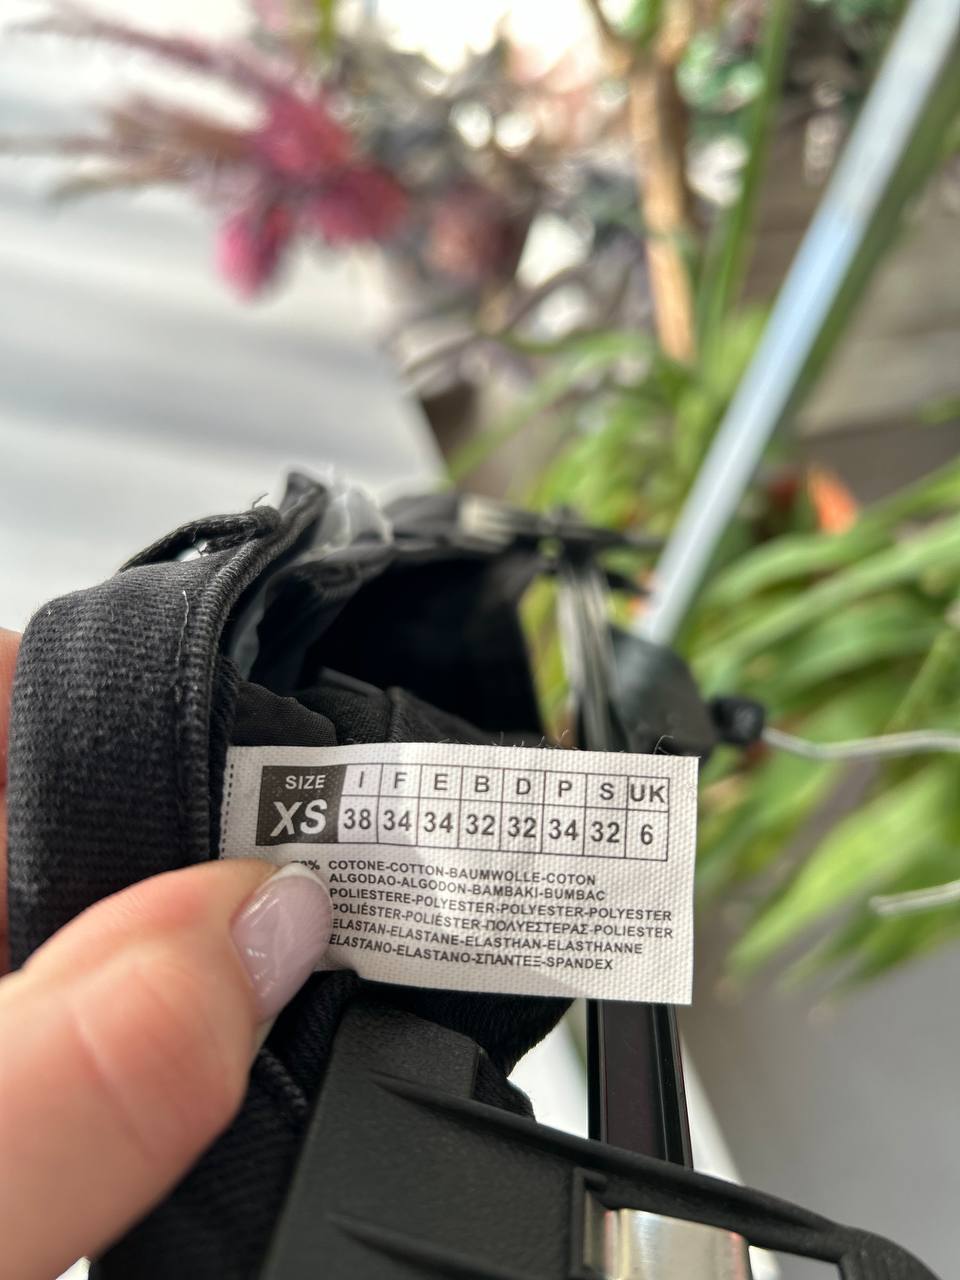 SIZE I F E B D P S UK
XS 38 34 34 32 32 34 32 6
COTONE-COTTON-BAUMWOLLE-COTON
ALGODAO-ALGODON-BAMBAKI-BUMBAC
POLIESTERE-POLYESTER-POLYESTER-POLYESTER
POLIÉSTER-POLIÉSTER-ΠΟΛΥΕΣΤΕΡΑΣ-POLIESTER
ELASTAN-ELASTANE-ELASTHAN-ELASTHANNE
ELASTANO-ELASTANO-ΣΠΑΝΤΕΞ-SPANDEX